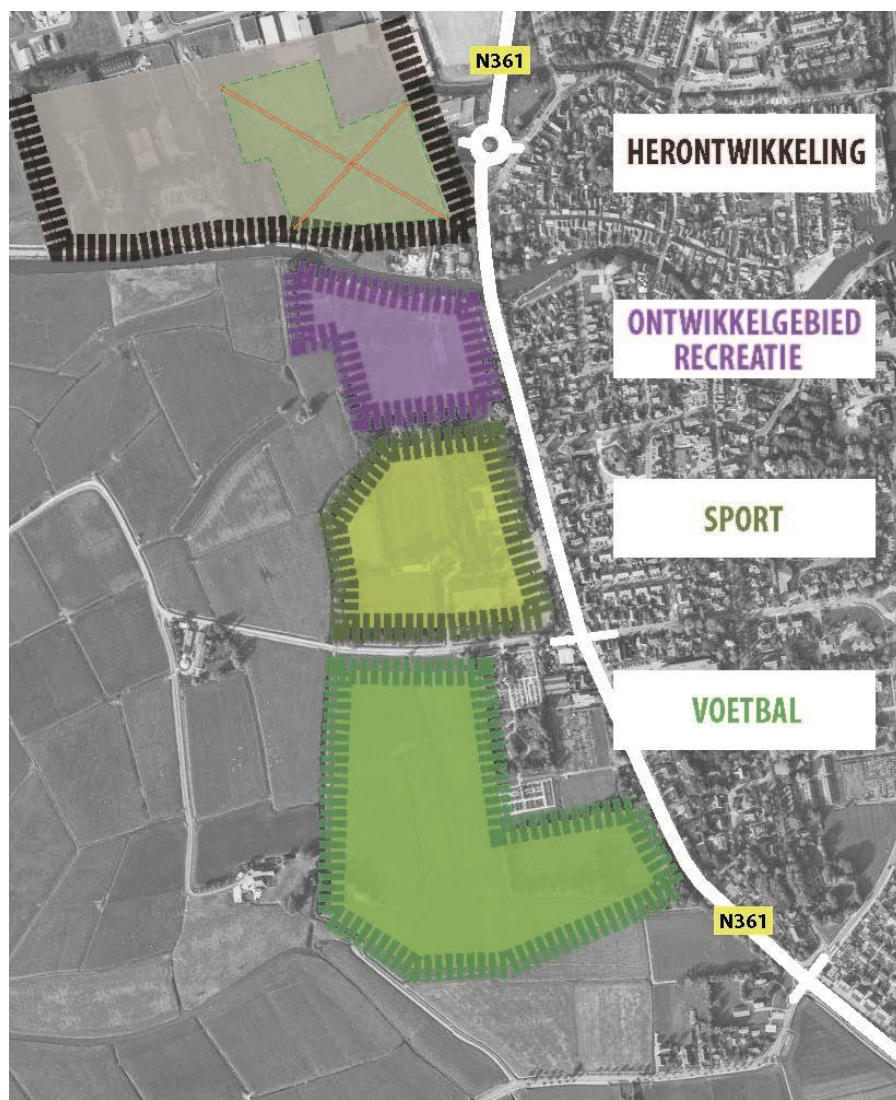 N361
HERONTWIKKELING
ONTWIKKELGEBIED
RECREATIE
SPORT
VOETBAL
N361